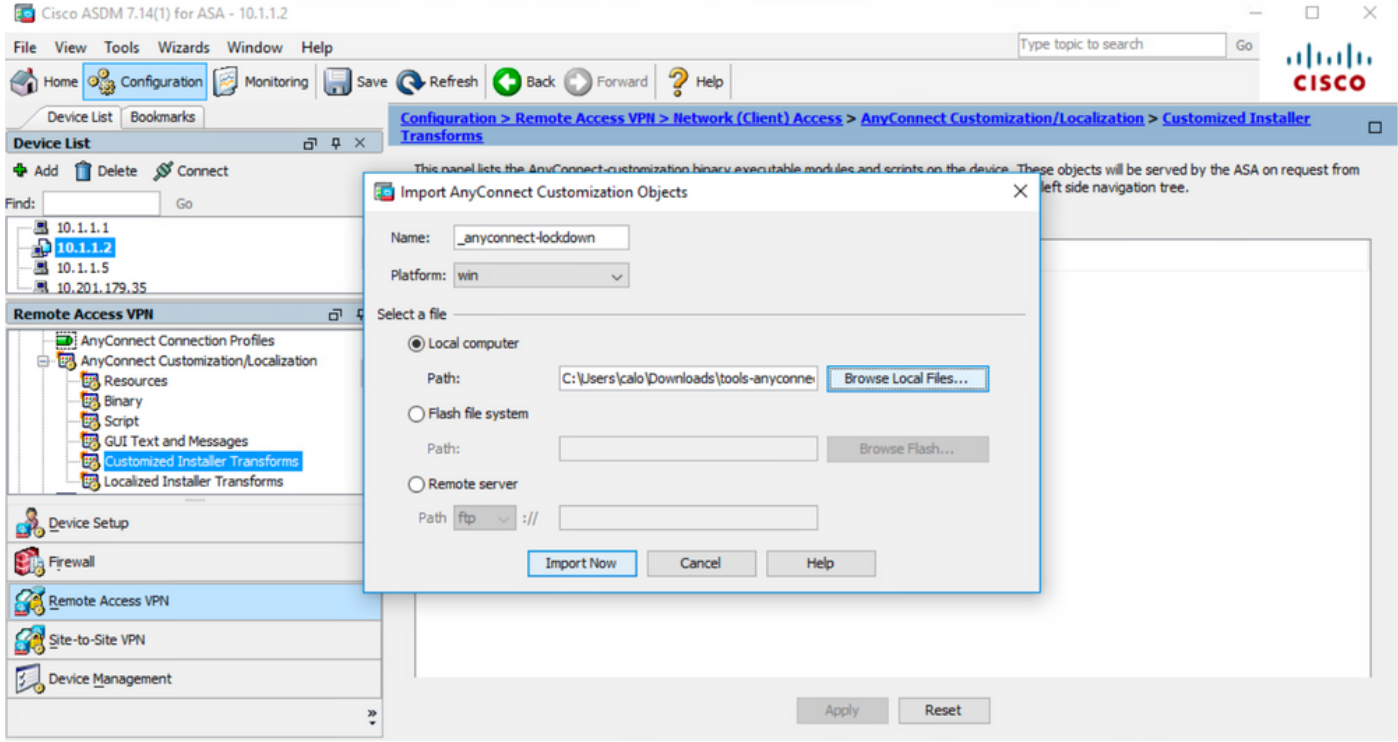 Cisco ASDM 7.14(1) for ASA - 10.1.1.2
File View Tools Wizards Window Help
Type topic to search Go
Home Configuration Monitoring Save Refresh Back Forward Help
CISCO
Device List Bookmarks
Configuration > Remote Access VPN > Network (Client) Access > AnyConnect Customization/Localization > Customized Installer
Transforms
Device List
Add Delete Connect
This panel lists the AnyConnect-customization binary executable modules and scripts on the device. These objects will be served by the ASA on request from
left side navigation tree.
Find: Go
10.1.1.1
10.1.1.2
10.1.1.5
10.201.179.35
Remote Access VPN
AnyConnect Connection Profiles
AnyConnect Customization/Localization
Resources
Binary
Script
GUI Text and Messages
Customized Installer Transforms
Localized Installer Transforms
Device Setup
Firewall
Remote Access VPN
Site-to-Site VPN
Device Management
Import AnyConnect Customization Objects
Name: _anyconnect-lockdown
Platform: win
Select a file
Local computer
Path: C:\Users\calo\Downloads\tools-anyconne Browse Local Files...
Flash file system
Path: Browse Flash...
Remote server
Path ftp ://
Import Now Cancel Help
Apply Reset